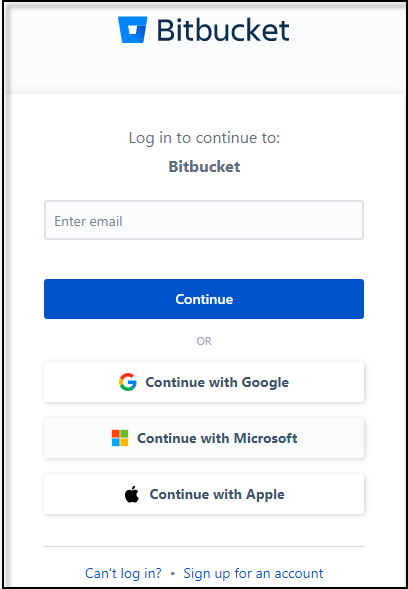 Bitbucket
Log in to continue to:
Bitbucket
Enter email
Continue
OR
Continue with Google
Continue with Microsoft
Continue with Apple
Can't log in? • Sign up for an account